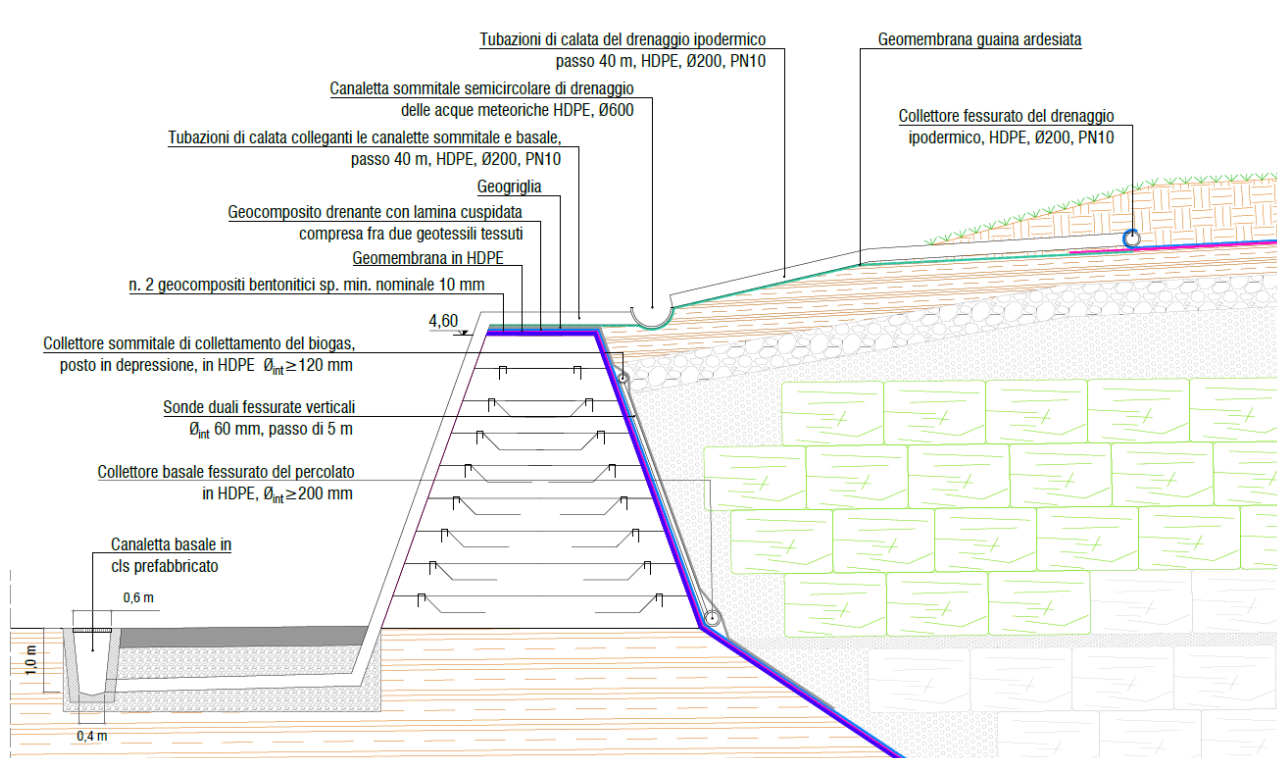 Tubazioni di calata del drenaggio ipodermico
passo 40 m, HDPE, Ø200, PN10
Geomembrana guaina ardesiata
Canaletta sommitale semicircolare di drenaggio
delle acque meteoriche HDPE, Ø600
Collettore fessurato del drenaggio
ipodermico, HDPE, Ø200, PN10
Tubazioni di calata colleganti le canalette sommitale e basale,
passo 40 m, HDPE, Ø200, PN10
Geogriglia
Geocomposito drenante con lamina cuspidata
compresa fra due geotessili tessuti
Geomembrana in HDPE
n. 2 geocompositi bentonitici sp. min. nominale 10 mm
4,60
Collettore sommitale di collettamento del biogas,
posto in depressione, in HDPE Øint≥120 mm
Sonde duali fessurate verticali
Øint 60 mm, passo di 5 m
Collettore basale fessurato del percolato
in HDPE, Øint≥200 mm
Canaletta basale in
cls prefabbricato
0,6 m
1,0 m
0,4 m